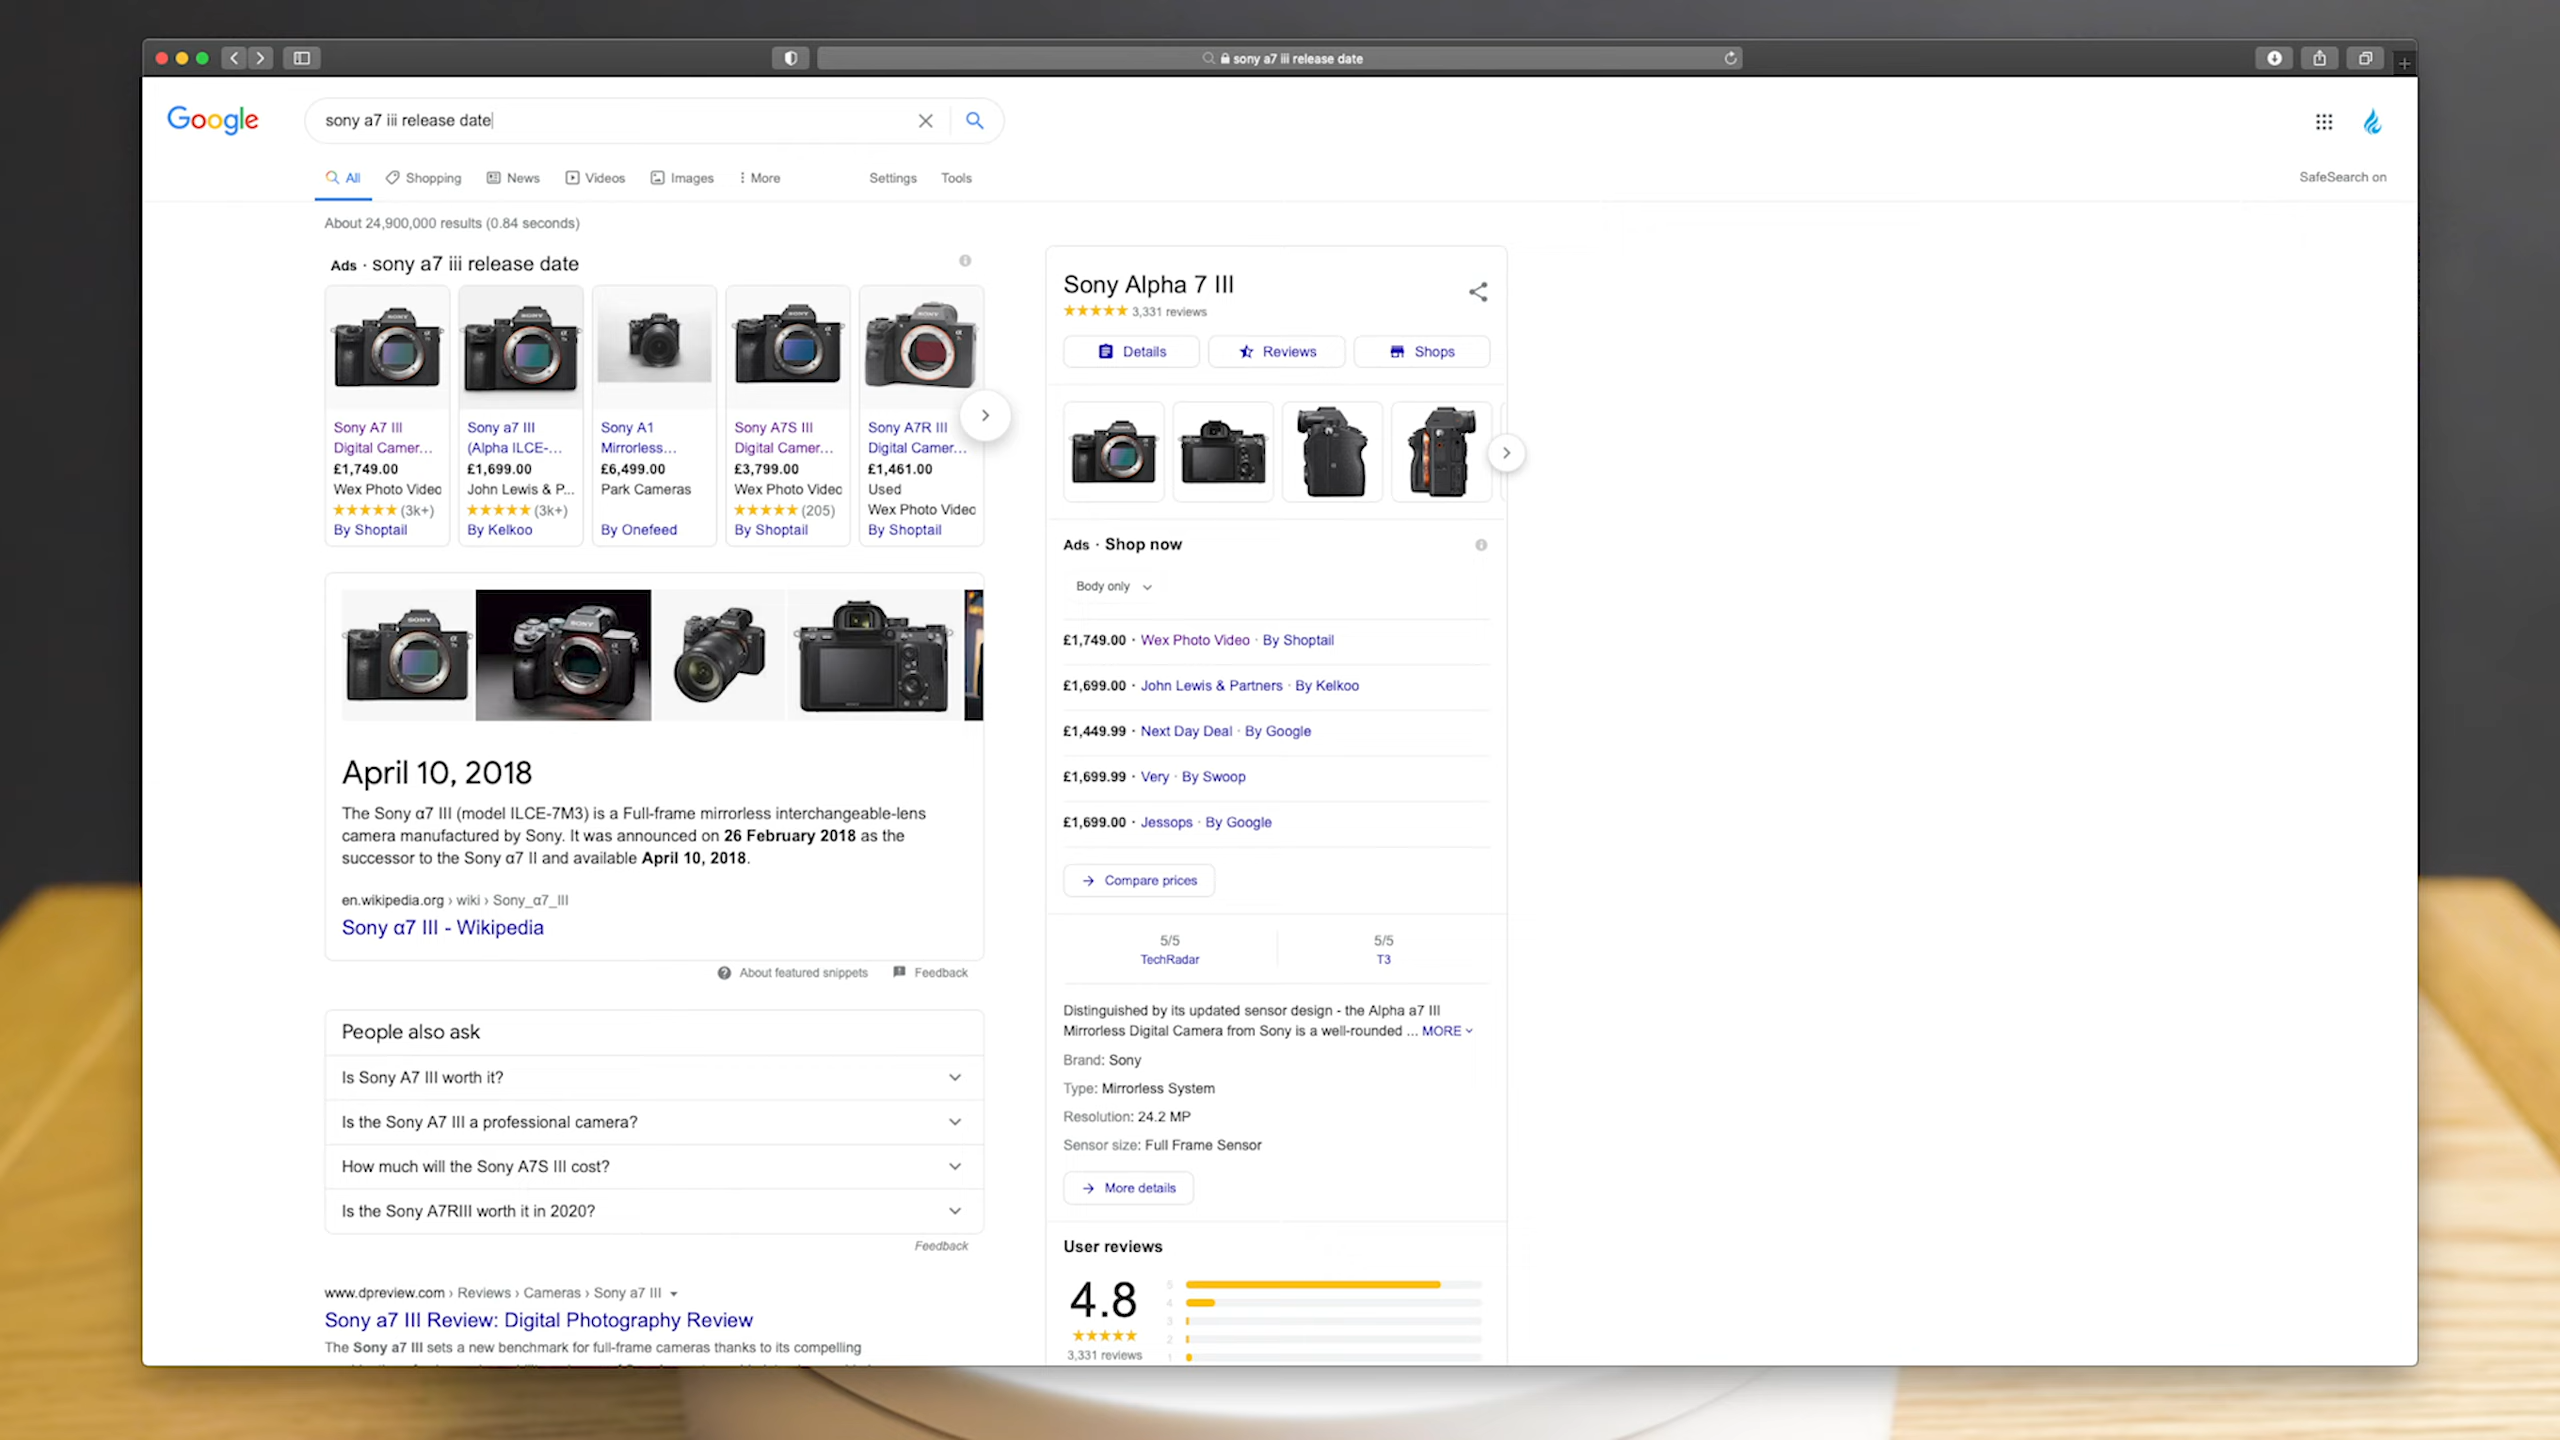 sony a7 iii release date
Google
sony a7 iii release date
All
Shopping
News
Videos
Images
More
Settings
Tools
SafeSearch on
About 24,900,000 results (0.84 seconds)
Ads · sony a7 iii release date
Sony A7 III
Digital Camer...
£1,749.00
Wex Photo Video
(3k+)
By Shoptail
Sony a7 III
(Alpha ILCE-...
£1,699.00
John Lewis & P...
(3k+)
By Kelkoo
Sony A1
Mirrorless...
£6,499.00
Park Cameras
By Onefeed
Sony A7S III
Digital Camer...
£3,799.00
Wex Photo Video
(205)
By Shoptail
Sony A7R III
Digital Camer...
£1,461.00
Used
Wex Photo Video
By Shoptail
April 10, 2018
The Sony α7 III (model ILCE-7M3) is a Full-frame mirrorless interchangeable-lens
camera manufactured by Sony. It was announced on 26 February 2018 as the
successor to the Sony α7 II and available April 10, 2018.
en.wikipedia.org › wiki › Sony_α7_III
Sony α7 III - Wikipedia
About featured snippets
Feedback
People also ask
Is Sony A7 III worth it?
Is the Sony A7 III a professional camera?
How much will the Sony A7S III cost?
Is the Sony A7RIII worth it in 2020?
Feedback
www.dpreview.com › Reviews › Cameras › Sony a7 III
Sony a7 III Review: Digital Photography Review
The Sony a7 III sets a new benchmark for full-frame cameras thanks to its compelling
Sony Alpha 7 III
3,331 reviews
Details
Reviews
Shops
Ads · Shop now
Body only
£1,749.00 · Wex Photo Video · By Shoptail
£1,699.00 · John Lewis & Partners · By Kelkoo
£1,449.99 · Next Day Deal · By Google
£1,699.99 · Very · By Swoop
£1,699.00 · Jessops · By Google
Compare prices
5/5
TechRadar
5/5
T3
Distinguished by its updated sensor design - the Alpha a7 III
Mirrorless Digital Camera from Sony is a well-rounded ... MORE
Brand: Sony
Type: Mirrorless System
Resolution: 24.2 MP
Sensor size: Full Frame Sensor
More details
User reviews
4.8
3,331 reviews
5
4
3
2
1